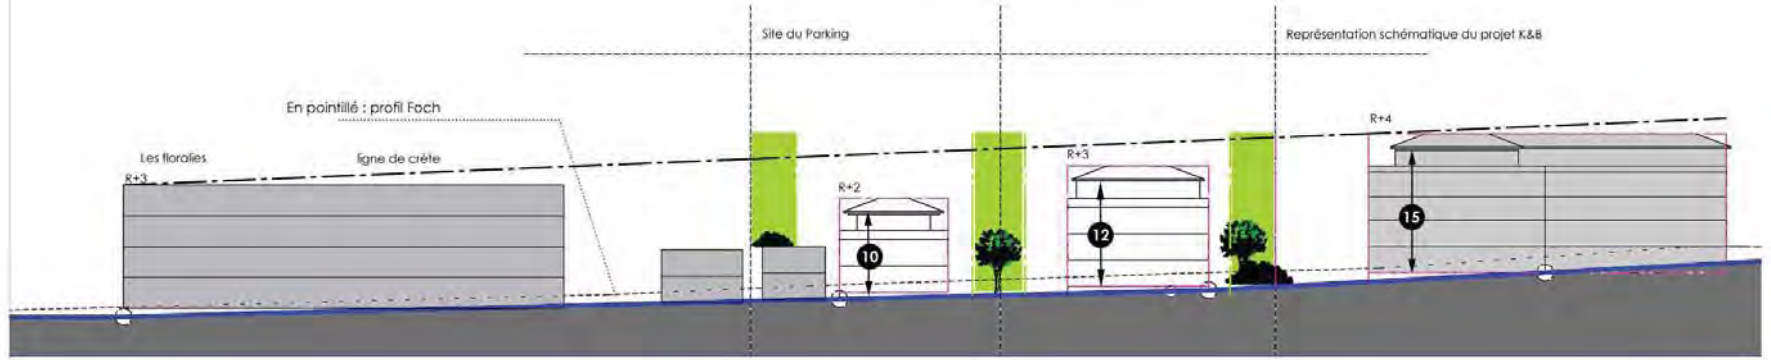 Site du Parking
Représentation schématique du projet K&B
En pointillé : profil Foch
R+4
Les floralies
ligne de crête
R+3
R+3
R+2
15
12
10